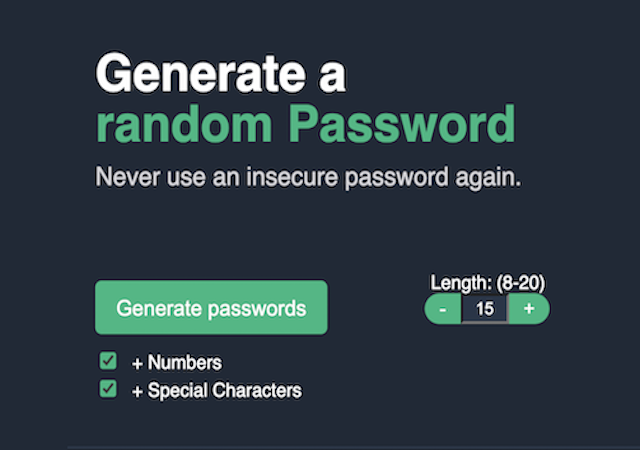 Generate a
random Password
Never use an insecure password again.
Length: (8-20)
Generate passwords
- 15 +
+ Numbers
+ Special Characters